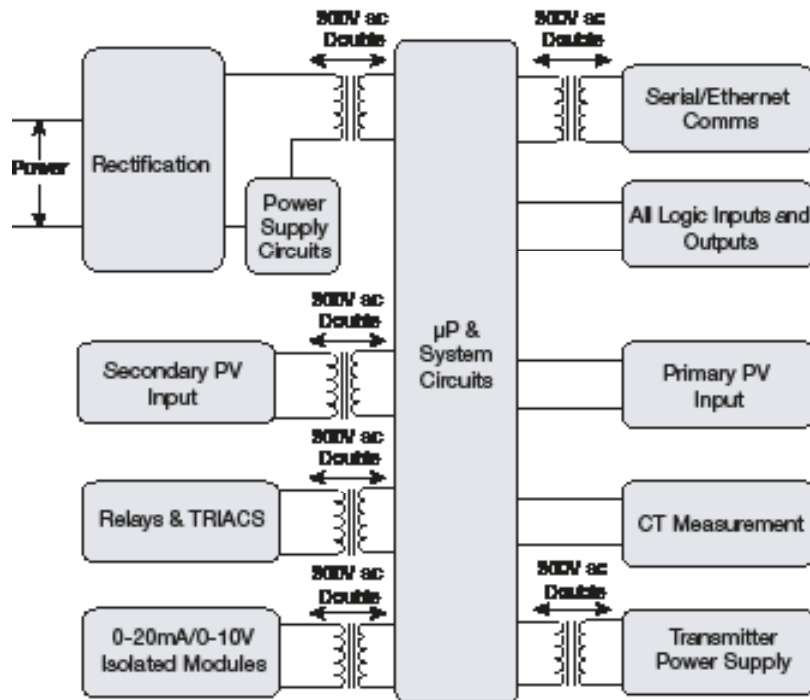 300V ac
Double
300V ac
Double
Rectification
Power
Power
Supply
Circuits
Serial/Ethernet
Comms
All Logic Inputs and
Outputs
300V ac
Double
Secondary PV
Input
µP &
System
Circuits
Primary PV
Input
300V ac
Double
Relays & TRIACS
CT Measurement
300V ac
Double
300V ac
Double
0-20mA/0-10V
Isolated Modules
Transmitter
Power Supply